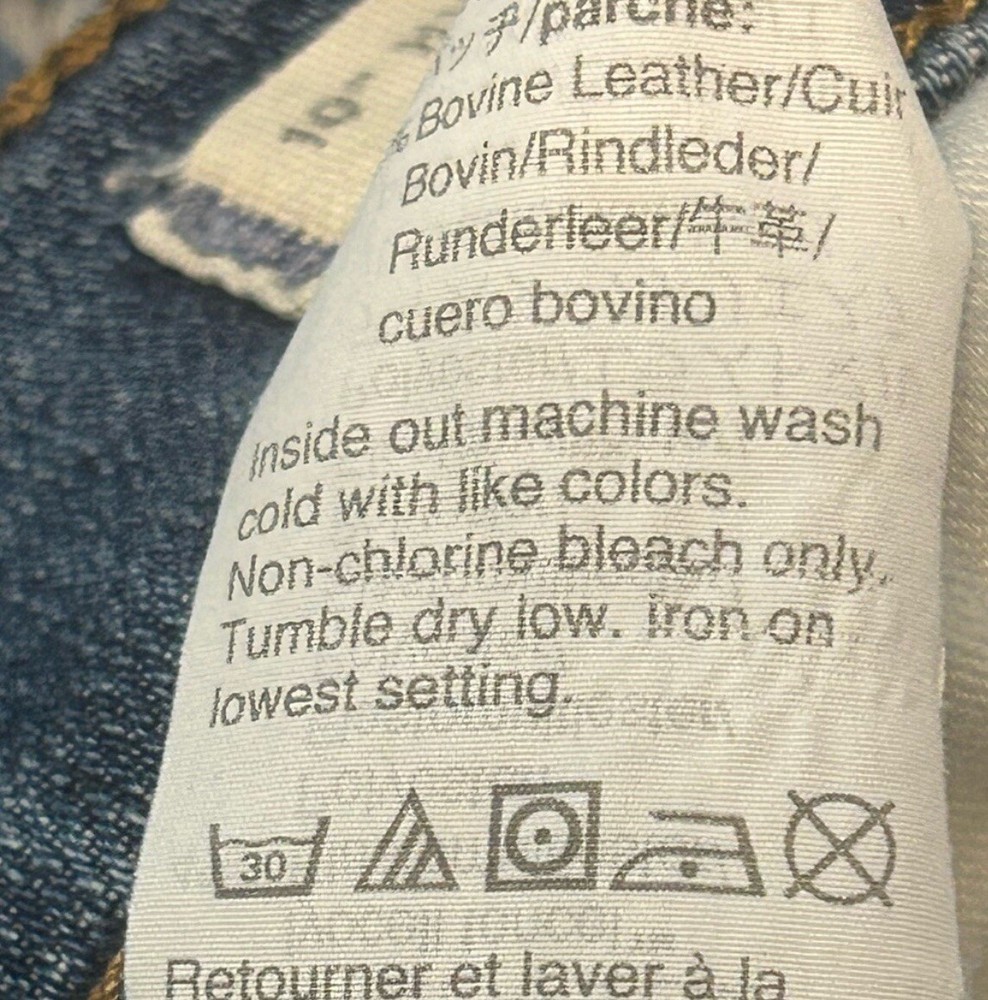 10-
ッチ/parche:
% Bovine Leather/Cuir
Bovin/Rindleder/
Runderleer/牛革/
cuero bovino
Inside out machine wash
cold with like colors.
Non-chlorine bleach only.
Tumble dry low. Iron on
lowest setting.
30
Retourner et laver à la